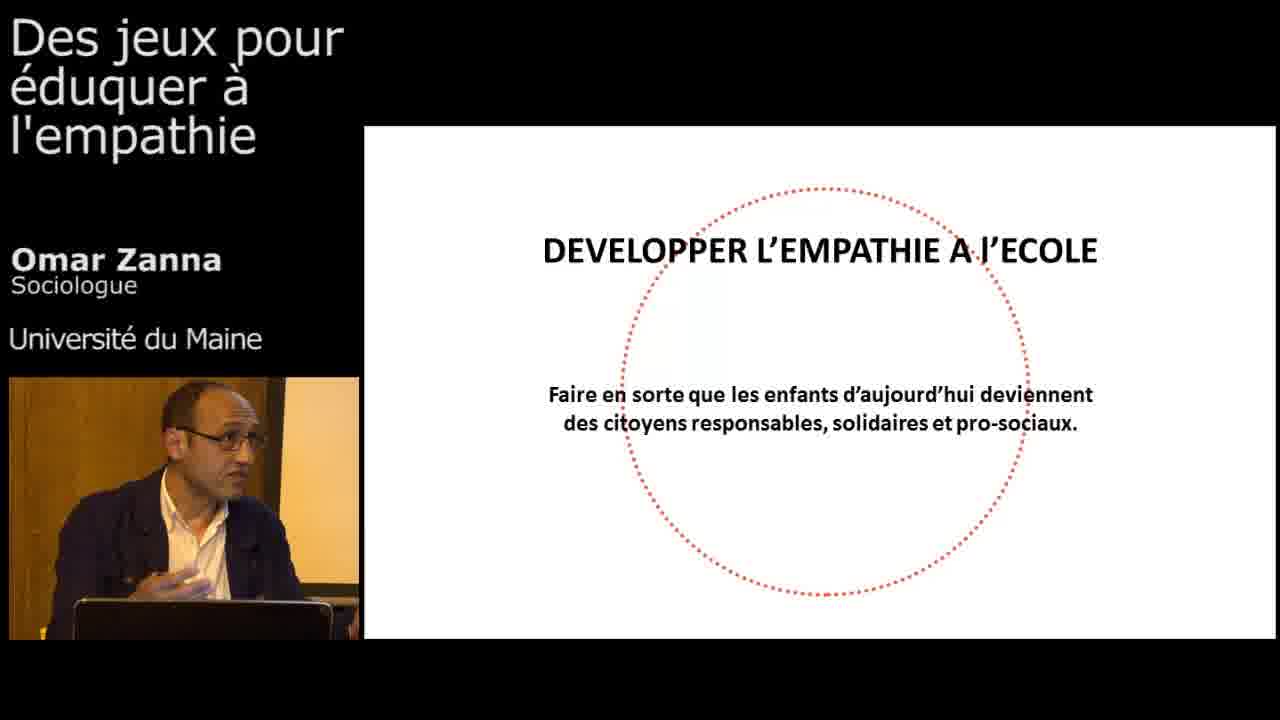 Des jeux pour
éduquer à
l'empathie
Omar Zanna
Sociologue
Université du Maine
DEVELOPPER L’EMPATHIE A l’ECOLE
Faire en sorte que les enfants d’aujourd’hui deviennent
des citoyens responsables, solidaires et pro-sociaux.